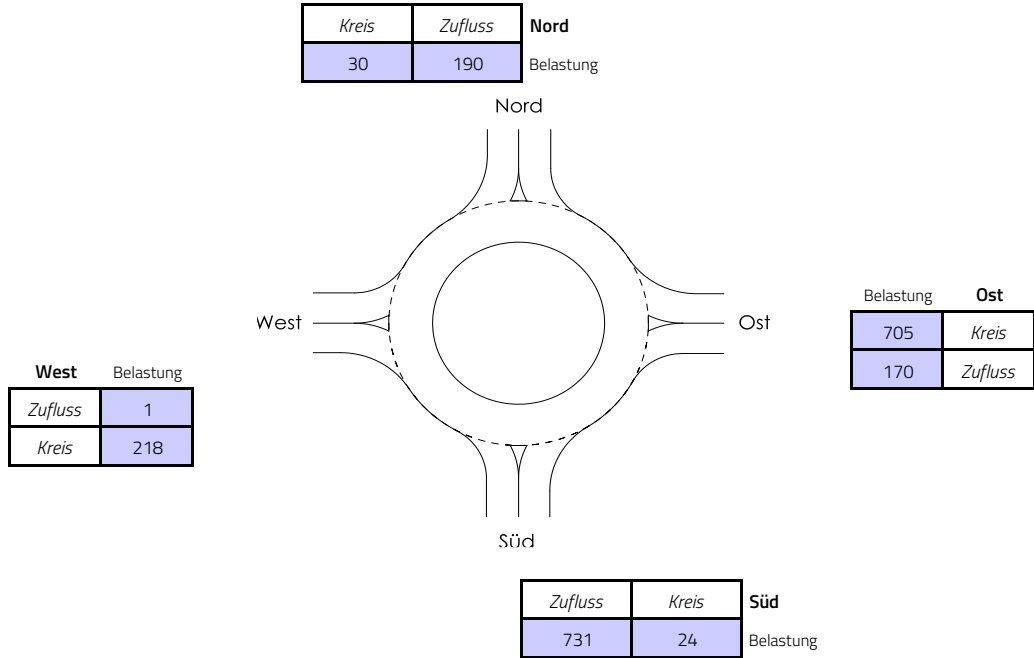 Kreis Zufluss Nord
30 190 Belastung
Nord
Belastung Ost
705 Kreis
170 Zufluss
West Ost
West Belastung
Zufluss 1
Kreis 218
Süd
Zufluss Kreis Süd
731 24 Belastung